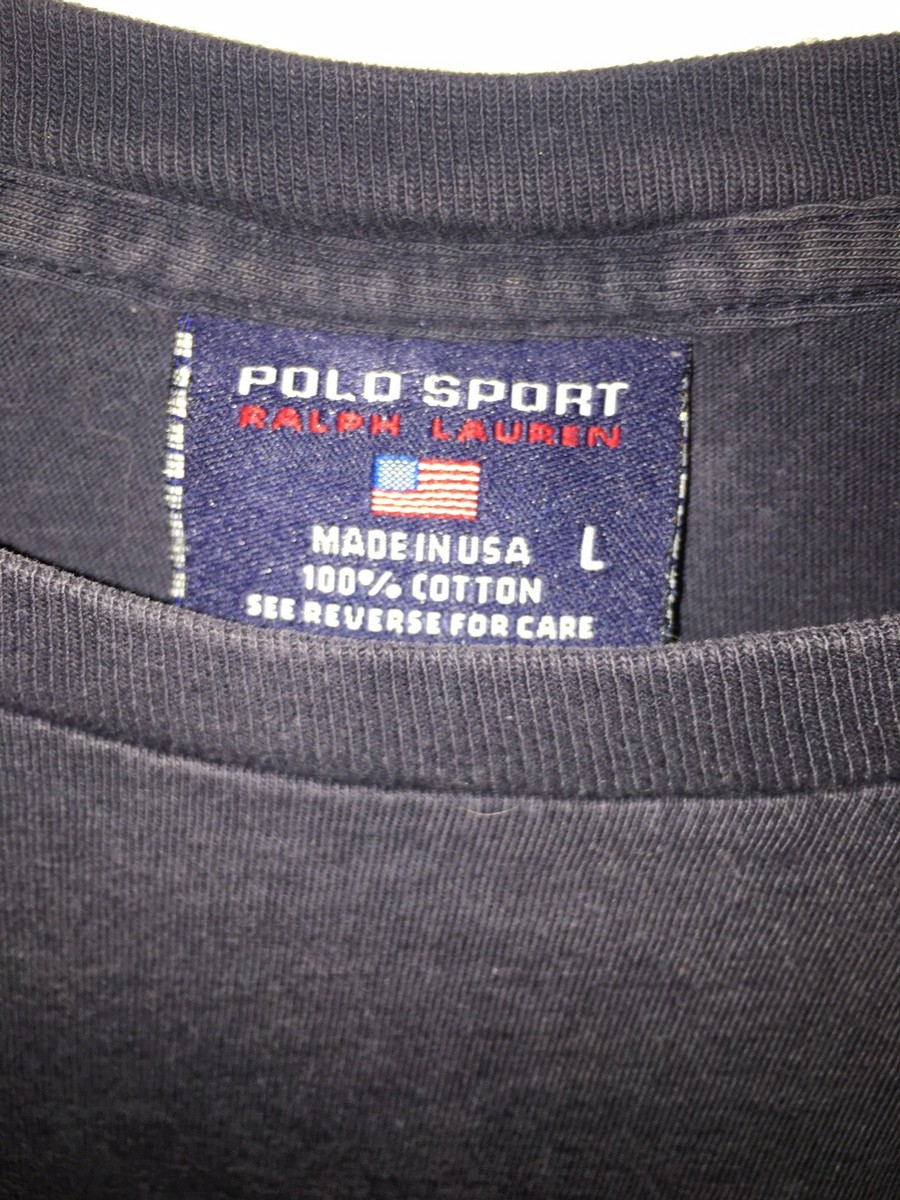 POLO SPORT
RALPH LAUREN
MADE IN USA L
100% COTTON
SEE REVERSE FOR CARE